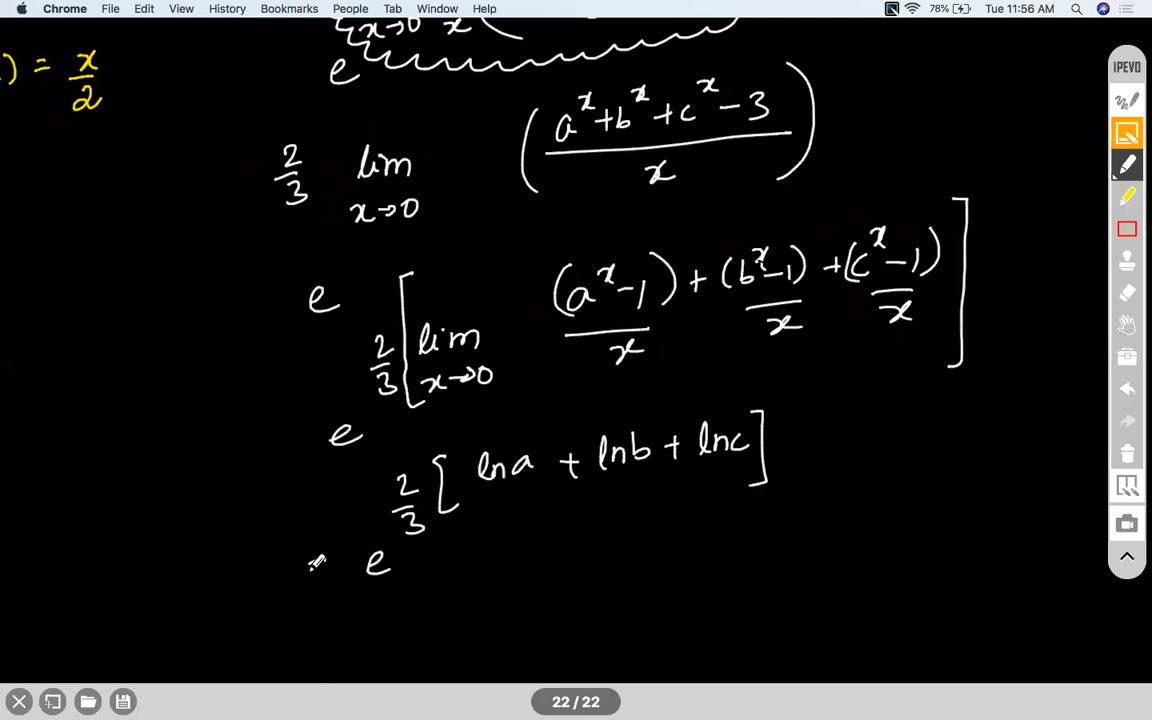 Chrome File Edit View History Bookmarks People Tab Window Help 78% Tue 11:56 AM
x→0 x
) = x/2
e
IPEVO
2/3 lim x→0 ( (a^x + b^x + c^x - 3) / x )
e
2/3 [ lim x→0 (a^x - 1)/x + (b^x - 1)/x + (c^x - 1)/x ]
e
2/3 [ ln a + ln b + ln c ]
e
22 / 22